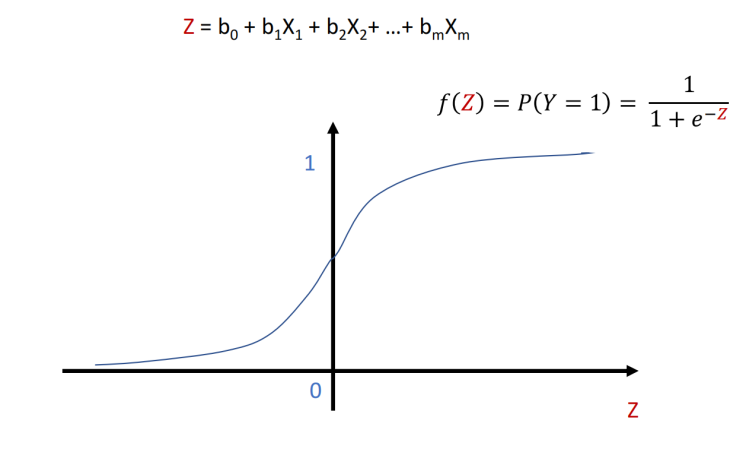 Z = b₀ + b₁X₁ + b₂X₂+ ...+ bₘXₘ
f(Z) = P(Y = 1) = 1 / 1 + e⁻ᶻ
1
0
Z